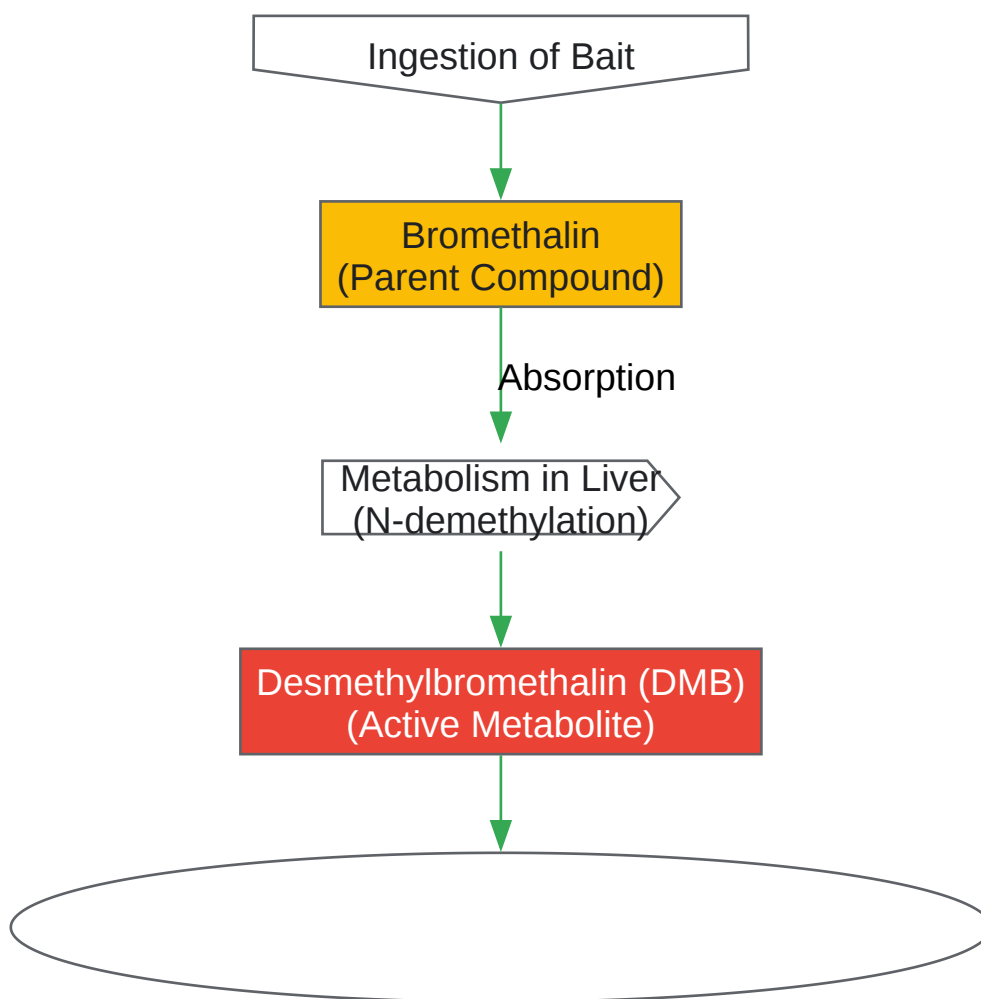 Ingestion of Bait
Bromethalin
(Parent Compound)
Absorption
Metabolism in Liver
(N-demethylation)
Desmethylbromethalin (DMB)
(Active Metabolite)